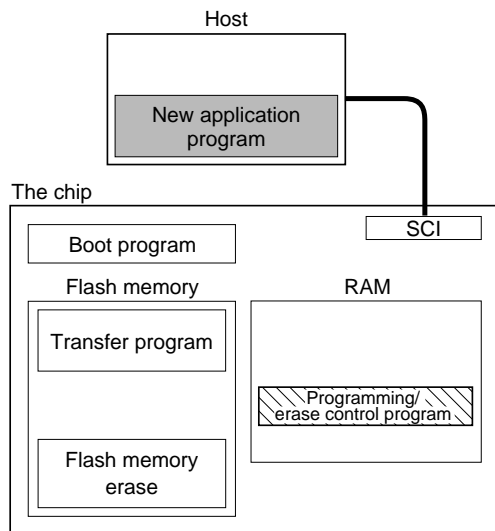 Host
New application
program
The chip
SCI
Boot program
Flash memory
RAM
Transfer program
Programming/
erase control program
Flash memory
erase